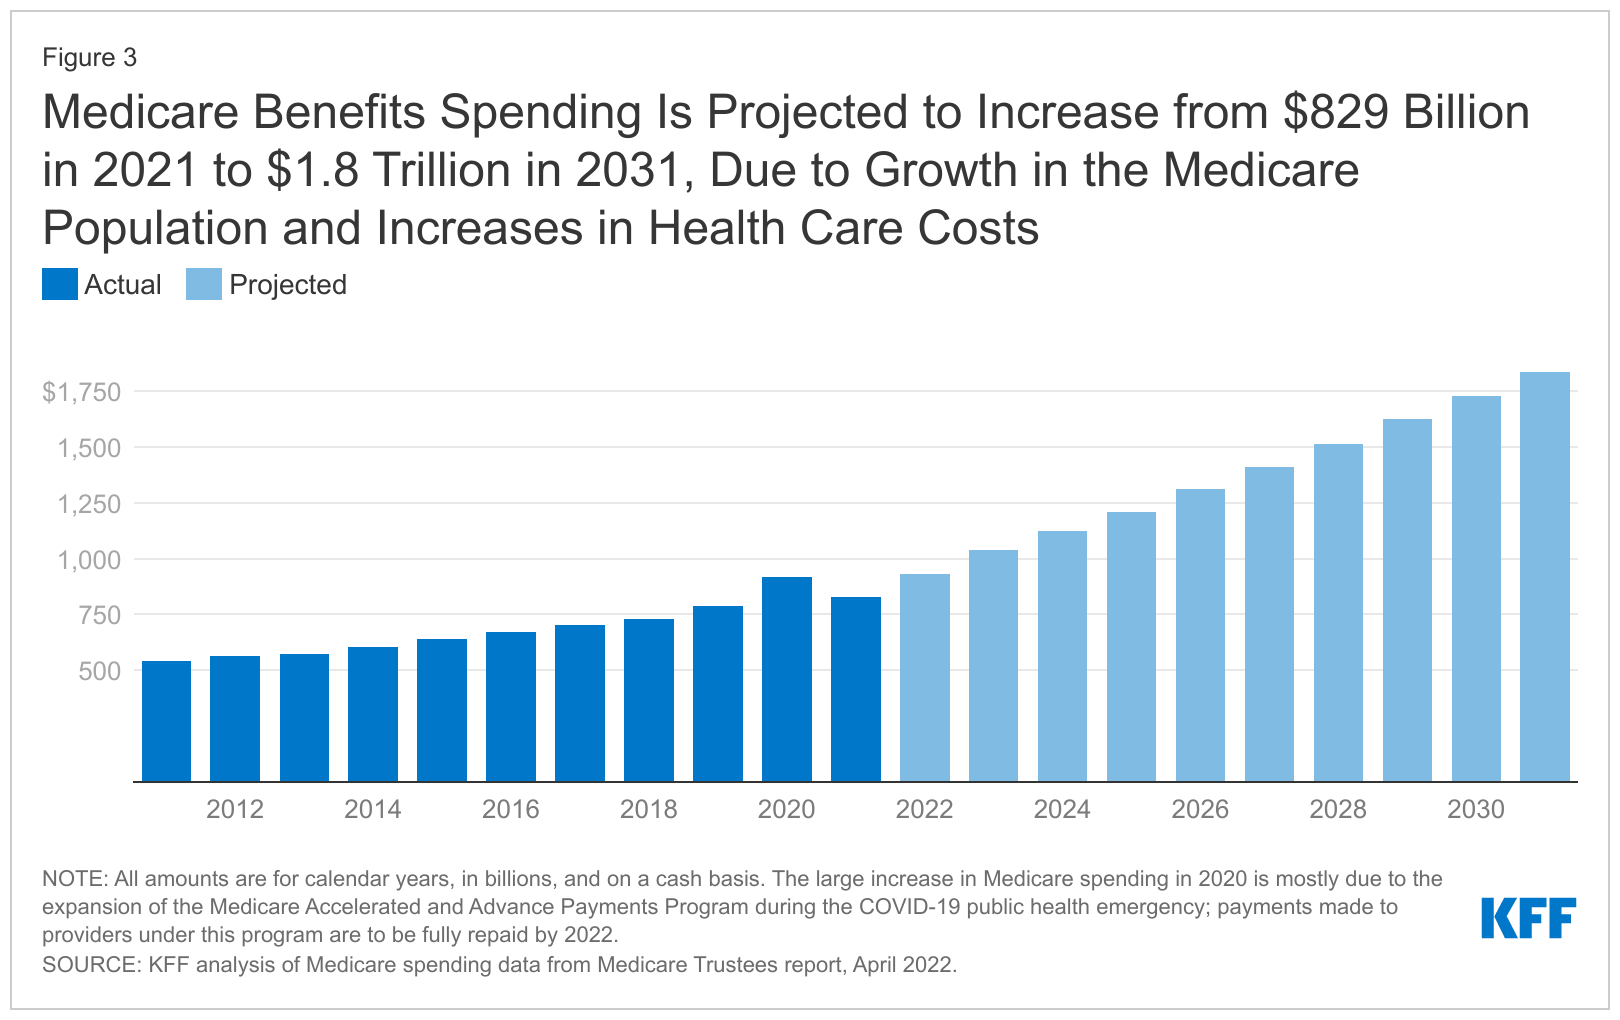 Figure 3
Medicare Benefits Spending Is Projected to Increase from $829 Billion
in 2021 to $1.8 Trillion in 2031, Due to Growth in the Medicare
Population and Increases in Health Care Costs
Actual Projected
$1,750
1,500
1,250
1,000
750
500
2012 2014 2016 2018 2020 2022 2024 2026 2028 2030
NOTE: All amounts are for calendar years, in billions, and on a cash basis. The large increase in Medicare spending in 2020 is mostly due to the
expansion of the Medicare Accelerated and Advance Payments Program during the COVID-19 public health emergency; payments made to
providers under this program are to be fully repaid by 2022.
SOURCE: KFF analysis of Medicare spending data from Medicare Trustees report, April 2022.
KFF